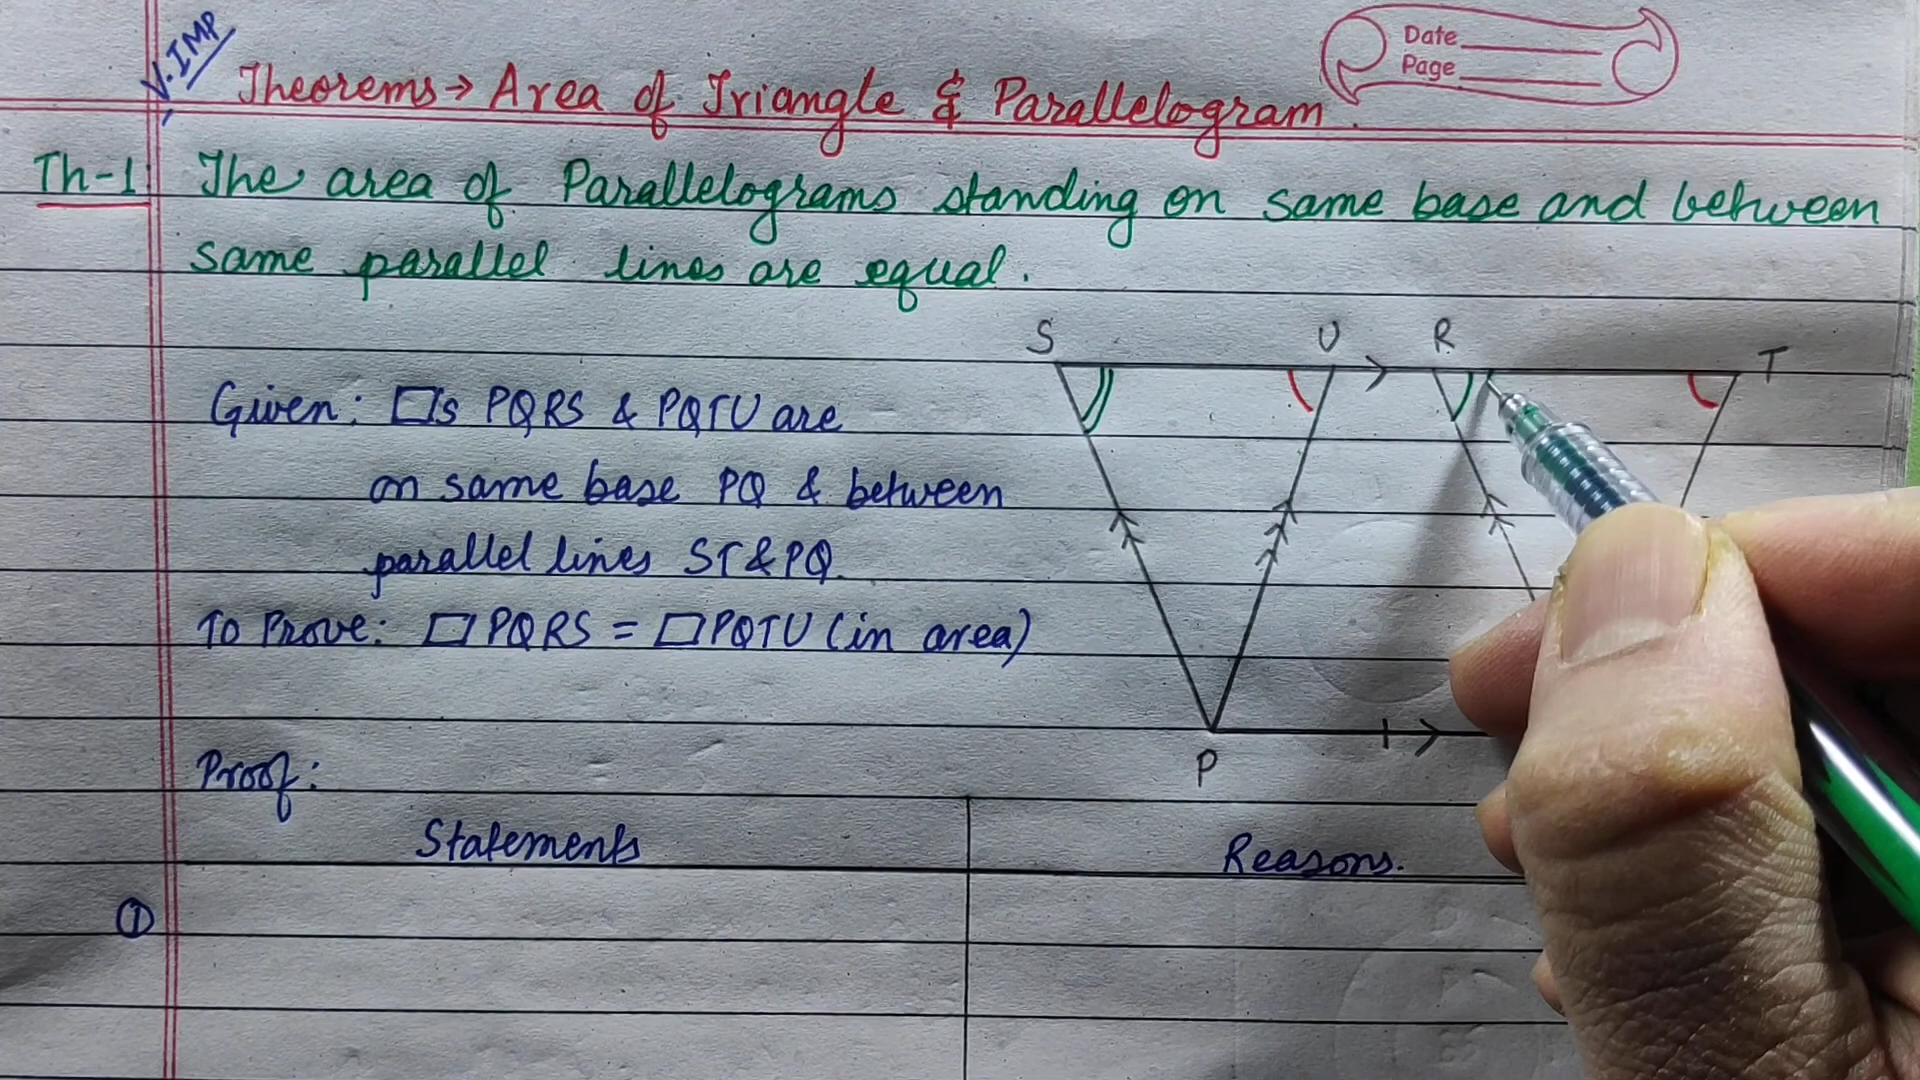 V.IMP
Date
Page
Theorems→ Area of Triangle & Parallelogram.
Th-1 The area of Parallelograms standing on same base and between
same parallel lines are equal.
S U R T
Given: ▱s PQRS & PQTU are
on same base PQ & between
parallel lines ST & PQ.
To Prove: ▱PQRS = ▱PQTU (in area)
P
Proof:
Statements Reasons.
①